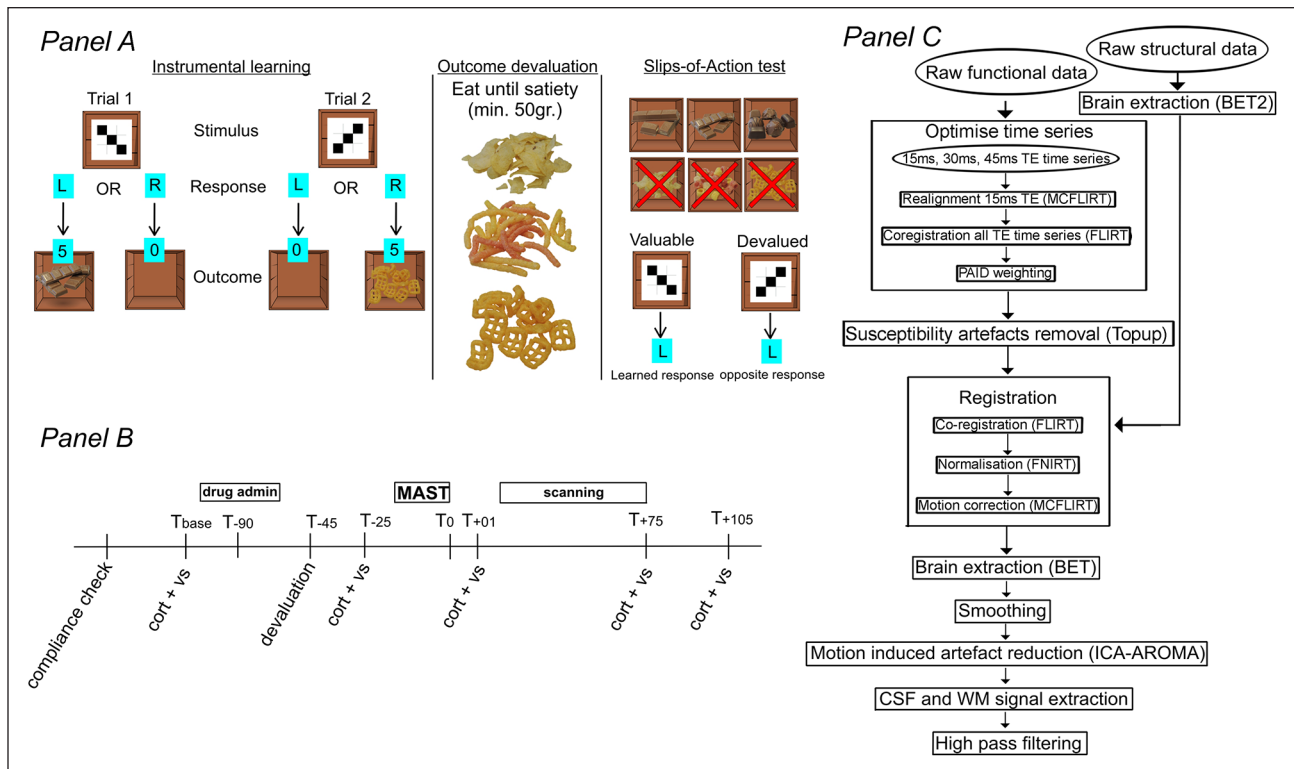 Panel A
Instrumental learning
Trial 1
Trial 2
Stimulus
L OR R Response L OR R
5 0 0 5
Outcome
Outcome devaluation
Eat until satiety
(min. 50gr.)
Slips-of-Action test
Valuable Devalued
L L
Learned response opposite response
Panel B
drug admin MAST scanning
Tbase T-90 T-45 T-25 T0 T+01 T+75 T+105
compliance check
cort + vs
devaluation
cort + vs
cort + vs
cort + vs
cort + vs
Panel C
Raw functional data
Raw structural data
Brain extraction (BET2)
Optimise time series
15ms, 30ms, 45ms TE time series
Realignment 15ms TE (MCFLIRT)
Coregistration all TE time series (FLIRT)
PAID weighting
Susceptibility artefacts removal (Topup)
Registration
Co-registration (FLIRT)
Normalisation (FNIRT)
Motion correction (MCFLIRT)
Brain extraction (BET)
Smoothing
Motion induced artefact reduction (ICA-AROMA)
CSF and WM signal extraction
High pass filtering